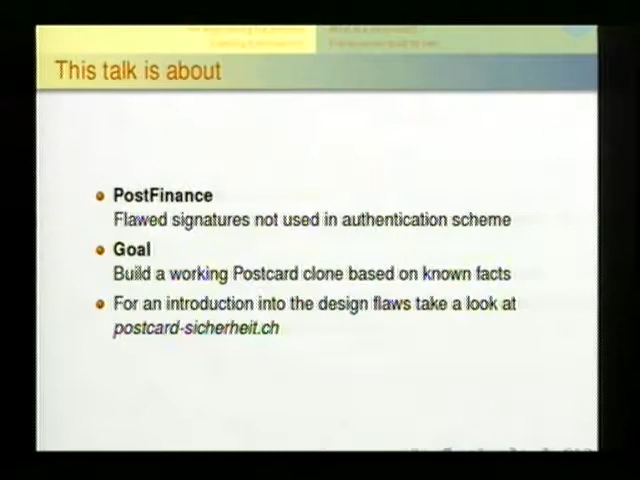 This talk is about
PostFinance
Flawed signatures not used in authentication scheme
Goal
Build a working Postcard clone based on known facts
For an introduction into the design flaws take a look at
postcard-sicherheit.ch